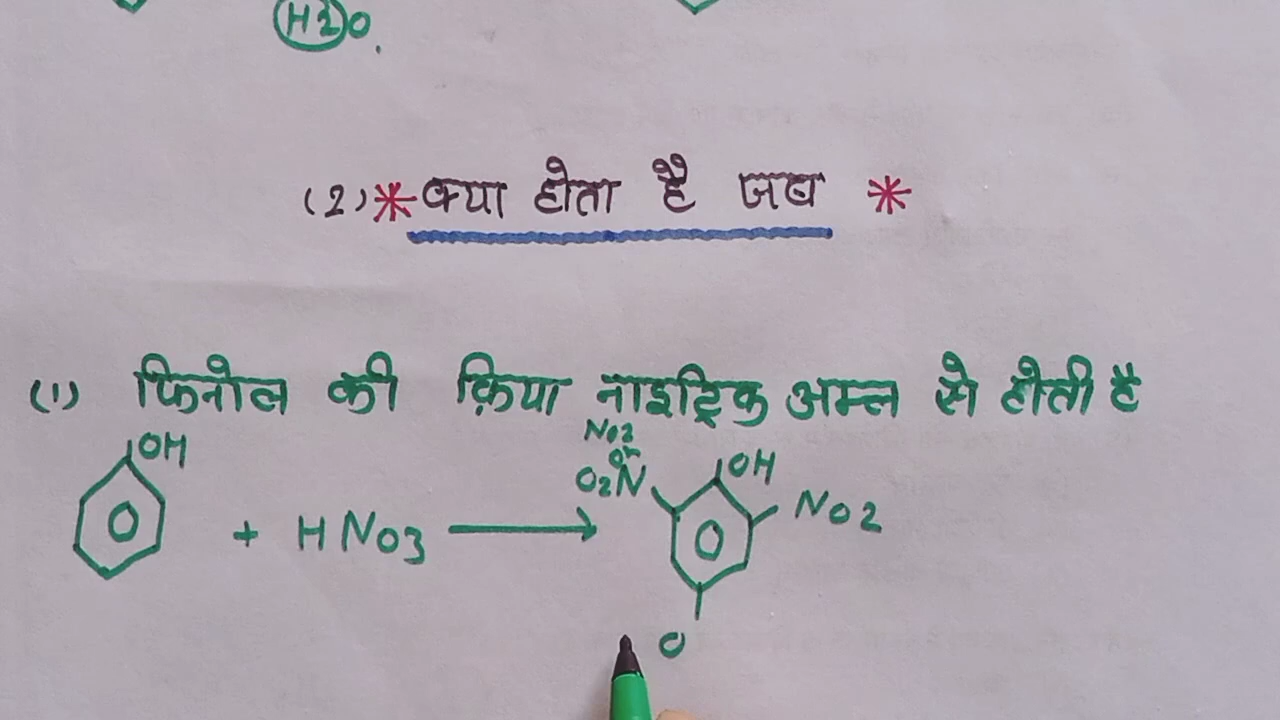 H2O.
(2) * क्या होता है जब *
(1) फिनोल की क्रिया नाइट्रिक अम्ल से होती है
OH
+ HNO3 ⟶
NO2
or
O2N
OH
NO2
O